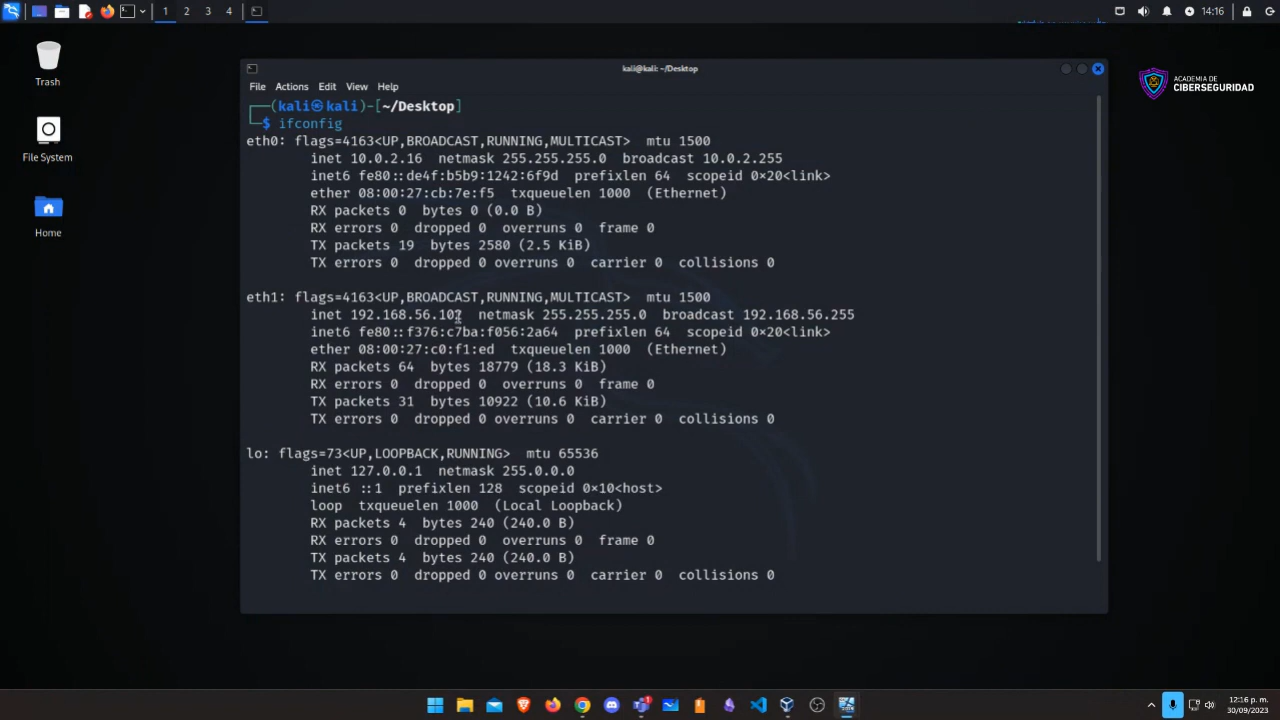 1 2 3 4
14:16
Trash
File System
Home
ACADEMIA DE
CIBERSEGURIDAD
kali@kali: ~/Desktop
File Actions Edit View Help
┌──(kali㉿kali)-[~/Desktop]
└─$ ifconfig
eth0: flags=4163<UP,BROADCAST,RUNNING,MULTICAST>  mtu 1500
inet 10.0.2.16  netmask 255.255.255.0  broadcast 10.0.2.255
inet6 fe80::de4f:b5b9:1242:6f9d  prefixlen 64  scopeid 0×20<link>
ether 08:00:27:cb:7e:f5  txqueuelen 1000  (Ethernet)
RX packets 0  bytes 0 (0.0 B)
RX errors 0  dropped 0  overruns 0  frame 0
TX packets 19  bytes 2580 (2.5 KiB)
TX errors 0  dropped 0 overruns 0  carrier 0  collisions 0
eth1: flags=4163<UP,BROADCAST,RUNNING,MULTICAST>  mtu 1500
inet netmask 255.255.255.0  broadcast 192.168.56.255
inet6 fe80::f376:c7ba:f056:2a64  prefixlen 64  scopeid 0×20<link>
ether 08:00:27:c0:f1:ed  txqueuelen 1000  (Ethernet)
RX packets 64  bytes 18779 (18.3 KiB)
RX errors 0  dropped 0  overruns 0  frame 0
TX packets 31  bytes 10922 (10.6 KiB)
TX errors 0  dropped 0 overruns 0  carrier 0  collisions 0
lo: flags=73<UP,LOOPBACK,RUNNING>  mtu 65536
inet 127.0.0.1  netmask 255.0.0.0
inet6 ::1  prefixlen 128  scopeid 0×10<host>
loop  txqueuelen 1000  (Local Loopback)
RX packets 4  bytes 240 (240.0 B)
RX errors 0  dropped 0  overruns 0  frame 0
TX packets 4  bytes 240 (240.0 B)
TX errors 0  dropped 0 overruns 0  carrier 0  collisions 0
12:16 p. m.
30/09/2023